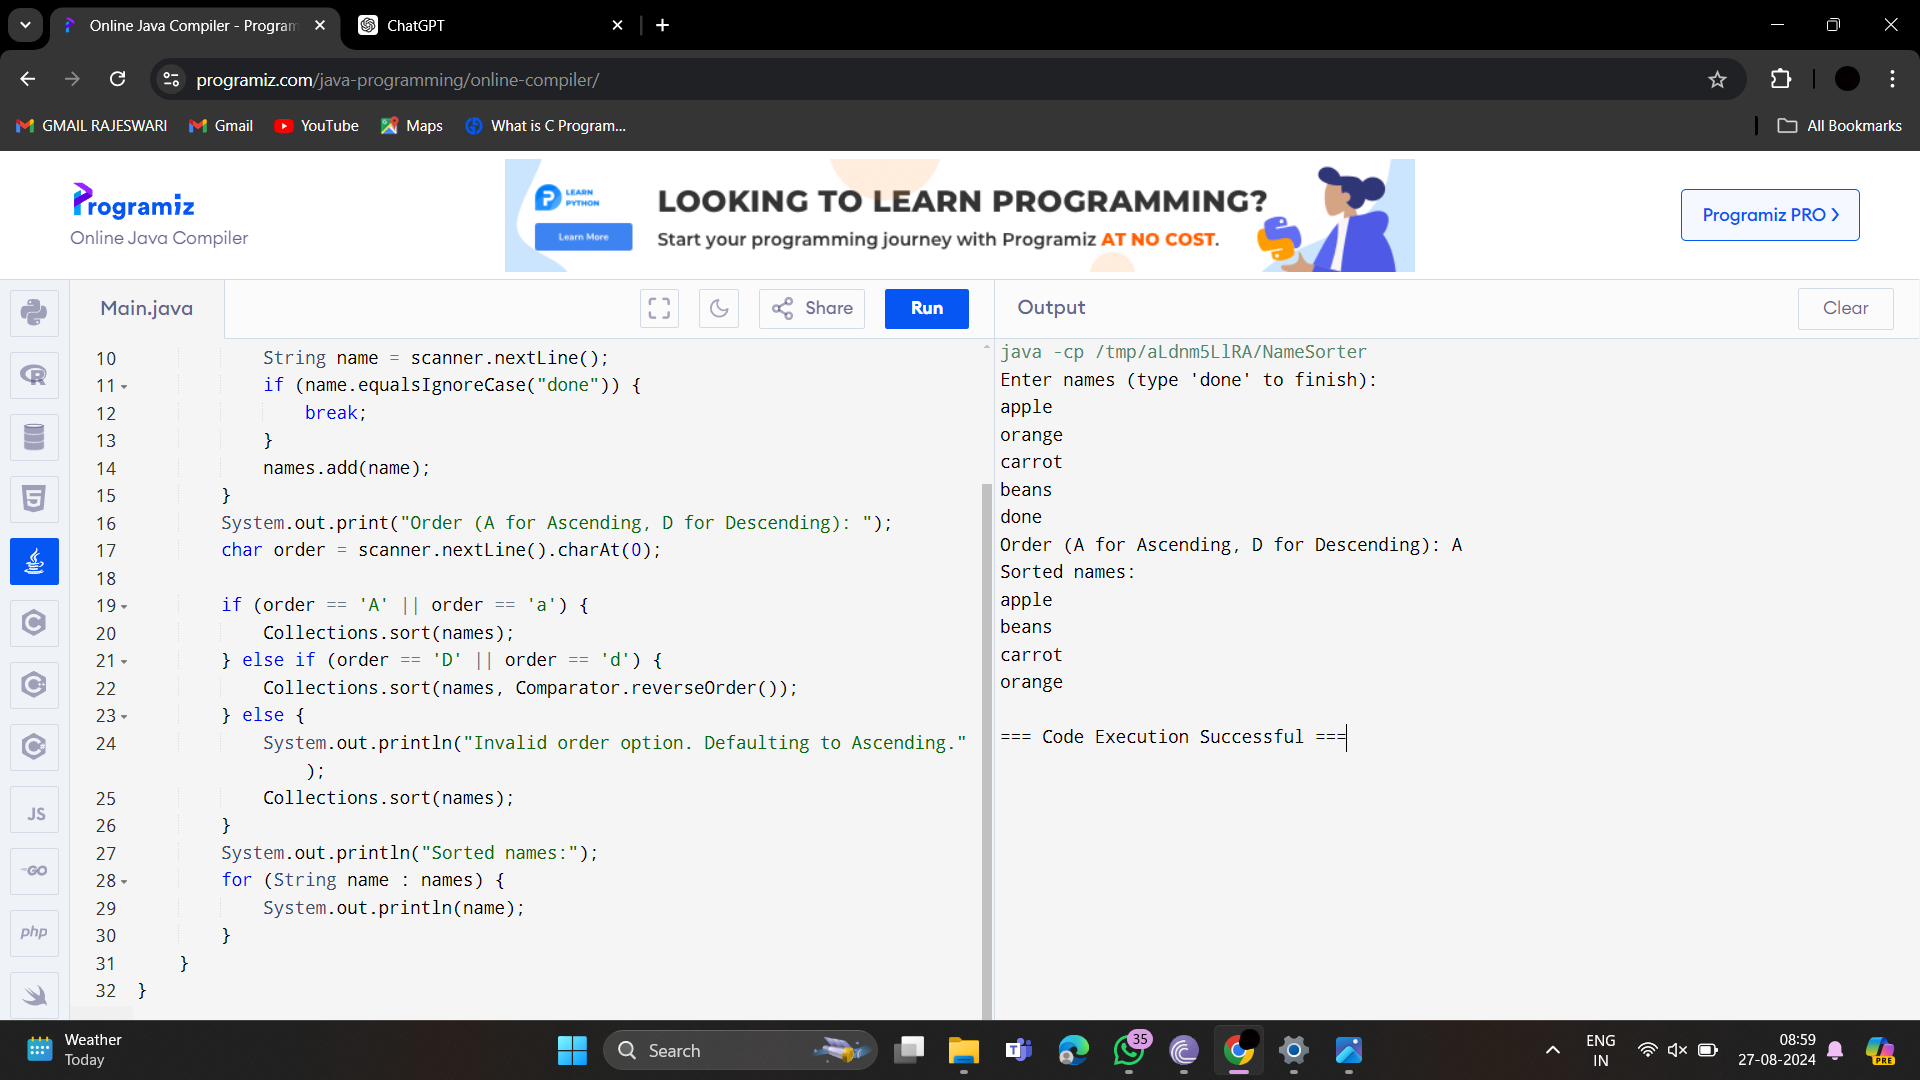 Online Java Compiler - Program
ChatGPT
programiz.com/java-programming/online-compiler/
GMAIL RAJESWARI
Gmail
YouTube
Maps
What is C Program...
All Bookmarks
Programiz
Online Java Compiler
LEARN
PYTHON
Learn More
LOOKING TO LEARN PROGRAMMING?
Start your programming journey with Programiz AT NO COST.
Programiz PRO
Main.java
Share
Run
Output
Clear
10 String name = scanner.nextLine();
11 if (name.equalsIgnoreCase("done")) {
12 break;
13 }
14 names.add(name);
15 }
16 System.out.print("Order (A for Ascending, D for Descending): ");
17 char order = scanner.nextLine().charAt(0);
18
19 if (order == 'A' || order == 'a') {
20 Collections.sort(names);
21 } else if (order == 'D' || order == 'd') {
22 Collections.sort(names, Comparator.reverseOrder());
23 } else {
24 System.out.println("Invalid order option. Defaulting to Ascending."
);
25 Collections.sort(names);
26 }
27 System.out.println("Sorted names:");
28 for (String name : names) {
29 System.out.println(name);
30 }
31 }
32 }
java -cp /tmp/aLdnm5LlRA/NameSorter
Enter names (type 'done' to finish):
apple
orange
carrot
beans
done
Order (A for Ascending, D for Descending): A
Sorted names:
apple
beans
carrot
orange
=== Code Execution Successful ===
JS
GO
php
Weather
Today
Search
35
ENG
IN
08:59
27-08-2024
PRE